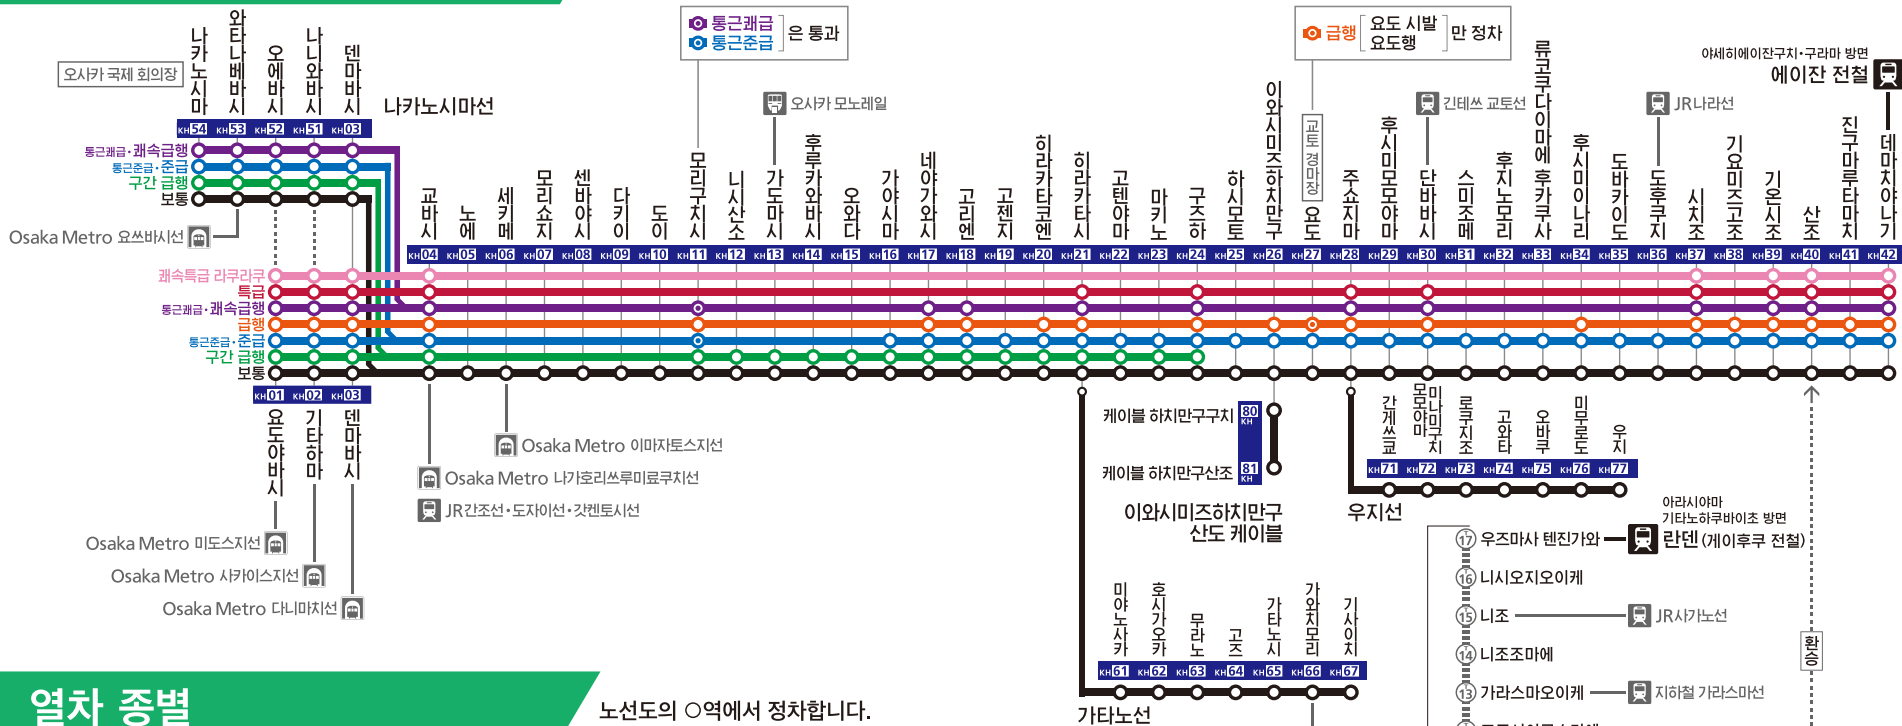 통근쾌급
통근준급
은 통과
급행
요도 시발
요도행
만 정차
야세히에이잔구치・구라마 방면
에이잔 전철
오사카 국제 회의장
나카노시마
와타나베바시
오에바시
나니와바시
덴마바시
나카노시마선
오사카 모노레일
긴테쓰 교토선
JR나라선
KH54 KH53 KH52 KH51 KH03
통근쾌급・쾌속급행
통근준급・준급
구간 급행
보통
Osaka Metro 요쓰바시선
교토 경마장
교바시
노에
세키메
모리쇼지
센바야시
다키이
도이
모리구치시
니시산소
가도마시
후루카와바시
오와다
가야시마
네야가와시
고리엔
고젠지
히라카타코엔
히라카타시
고텐야마
마키노
구즈하
하시모토
이와시미즈하치만구
요도
주쇼지마
후시미모모야마
단바바시
스미조메
후지노모리
류코쿠다이마에 후카쿠사
후시미이나리
도바카이도
도후쿠지
시치조
기요미즈고조
기온시조
산조
진구마루타마치
데마치야나기
KH04 KH05 KH06 KH07 KH08 KH09 KH10 KH11 KH12 KH13 KH14 KH15 KH16 KH17 KH18 KH19 KH20 KH21 KH22 KH23 KH24 KH25 KH26 KH27 KH28 KH29 KH30 KH31 KH32 KH33 KH34 KH35 KH36 KH37 KH38 KH39 KH40 KH41 KH42
쾌속특급 라쿠라쿠
특급
통근쾌급・쾌속급행
급행
통근준급・준급
구간 급행
보통
KH01 KH02 KH03
요도야바시
기타하마
덴마바시
Osaka Metro 이마자토스지선
Osaka Metro 나가호리쓰루미료쿠치선
JR간조선・도자이선・갓켄토시선
Osaka Metro 미도스지선
Osaka Metro 사카이스지선
Osaka Metro 다니마치선
케이블 하치만구구치
80
KH
케이블 하치만구산조
81
KH
이와시미즈하치만구
산도 케이블
간게쓰쿄
모모야마
미나미구치
로쿠지조
고와타
오바쿠
미무로도
우지
KH71 KH72 KH73 KH74 KH75 KH76 KH77
우지선
아라시야마
기타노하쿠바이초 방면
란덴(게이후쿠 전철)
17 우즈마사 텐진가와
16 니시오지오이케
15 니조
JR사가노선
14 니조조마에
13 가라스마오이케
지하철 가라스마선
환승
미야노사카
호시가오카
무라노
고즈
가타노시
가와치모리
기사이치
KH61 KH62 KH63 KH64 KH65 KH66 KH67
가타노선
열차 종별
노선도의 ○역에서 정차합니다.